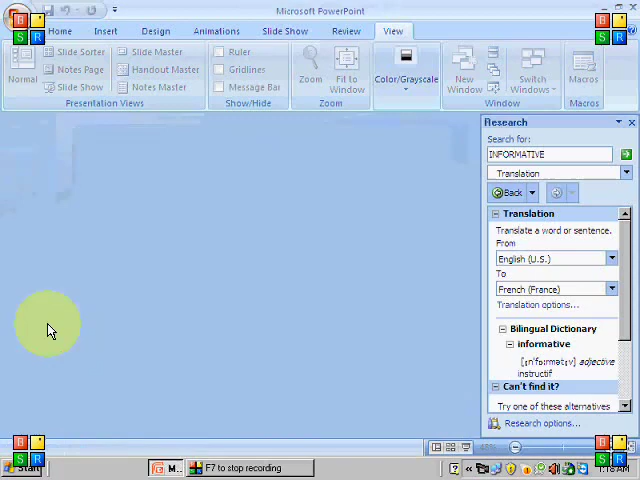 Microsoft PowerPoint
Home Insert Design Animations Slide Show Review View
Normal
Slide Sorter
Notes Page
Slide Show
Slide Master
Handout Master
Notes Master
Presentation Views
Ruler
Gridlines
Message Bar
Show/Hide
Zoom
Fit to
Window
Zoom
Color/Grayscale
New
Window
Switch
Windows
Window
Macros
Macros
Research
Search for:
INFORMATIVE
Translation
Back
Translation
Translate a word or sentence.
From
English (U.S.)
To
French (France)
Translation options...
Bilingual Dictionary
informative
[ɪnˈfɔːmətɪv] adjective
instructif
Can't find it?
Try one of these alternatives
Research options...
B
S R
B
S R
B
S R
B
S R
Start
M...
F7 to stop recording
1:18 AM